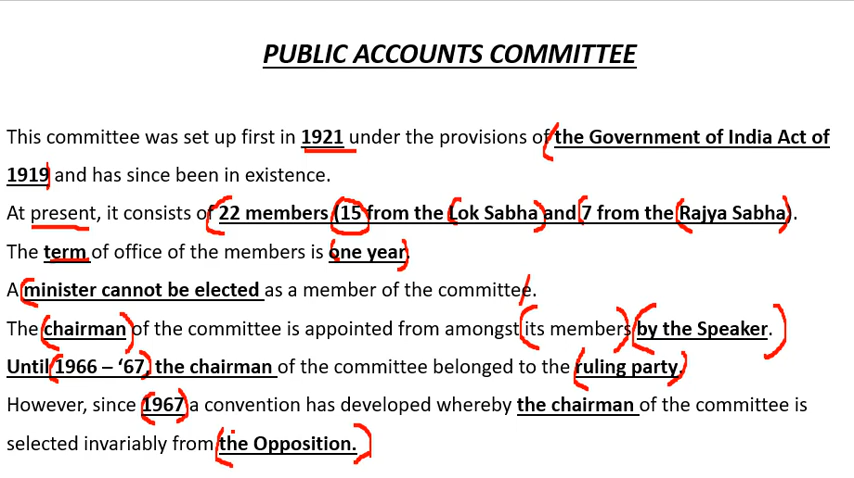 PUBLIC ACCOUNTS COMMITTEE
This committee was set up first in 1921 under the provisions of the Government of India Act of
1919 and has since been in existence.
At present, it consists of 22 members (15 from the Lok Sabha and 7 from the Rajya Sabha).
The term of office of the members is one year.
A minister cannot be elected as a member of the committee.
The chairman of the committee is appointed from amongst its members by the Speaker.
Until 1966 – ‘67, the chairman of the committee belonged to the ruling party.
However, since 1967 a convention has developed whereby the chairman of the committee is
selected invariably from the Opposition.